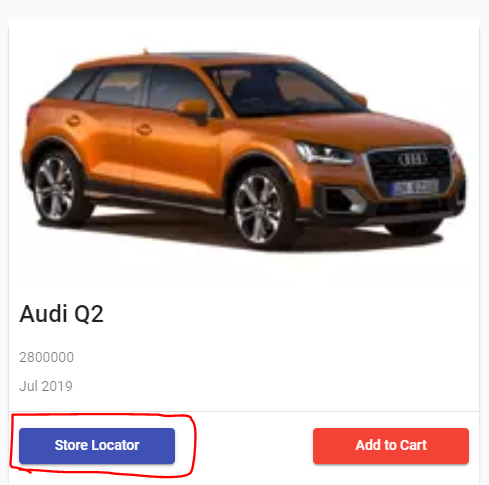 Audi Q2
2800000
Jul 2019
Store Locator
Add to Cart